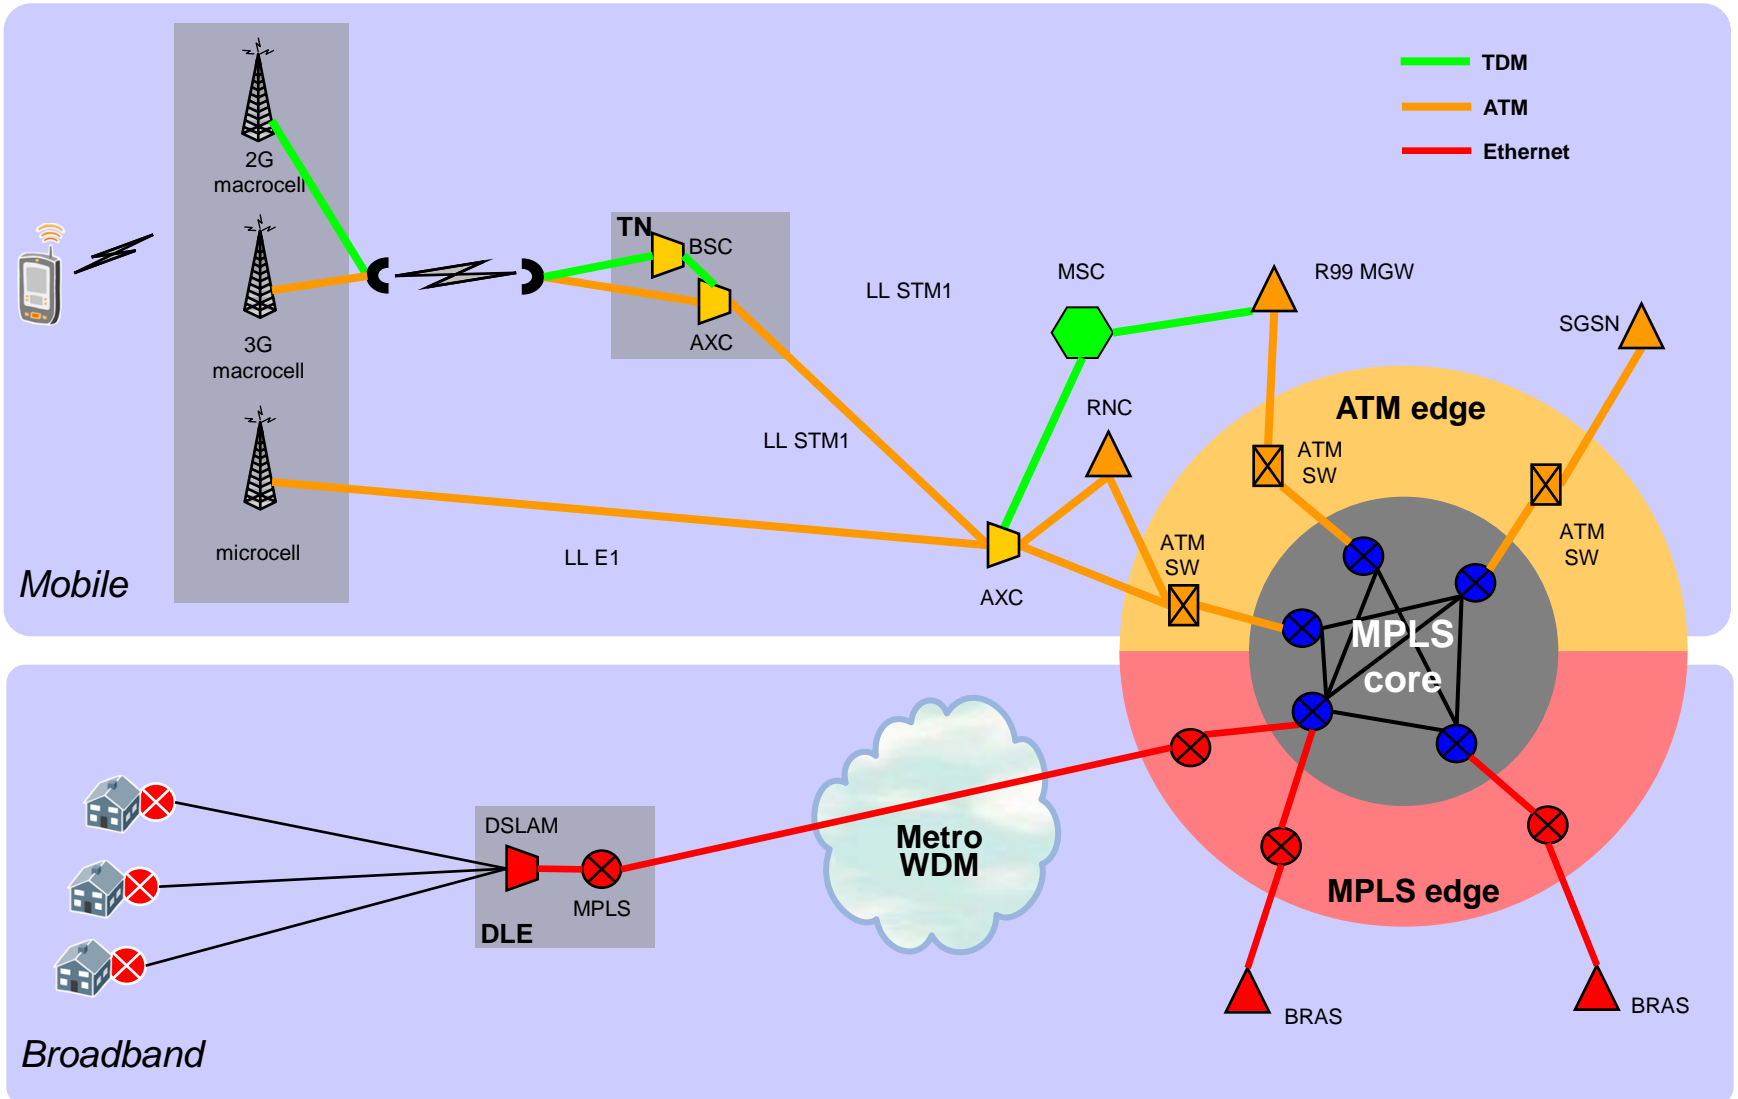 TDM
ATM
Ethernet
2G
macrocell
3G
macrocell
microcell
TN
BSC
AXC
LL STM1
LL STM1
LL E1
MSC
R99 MGW
SGSN
RNC
AXC
ATM edge
ATM
SW
ATM
SW
ATM
SW
MPLS
core
Mobile
DSLAM
MPLS
DLE
Metro
WDM
MPLS edge
BRAS
BRAS
Broadband